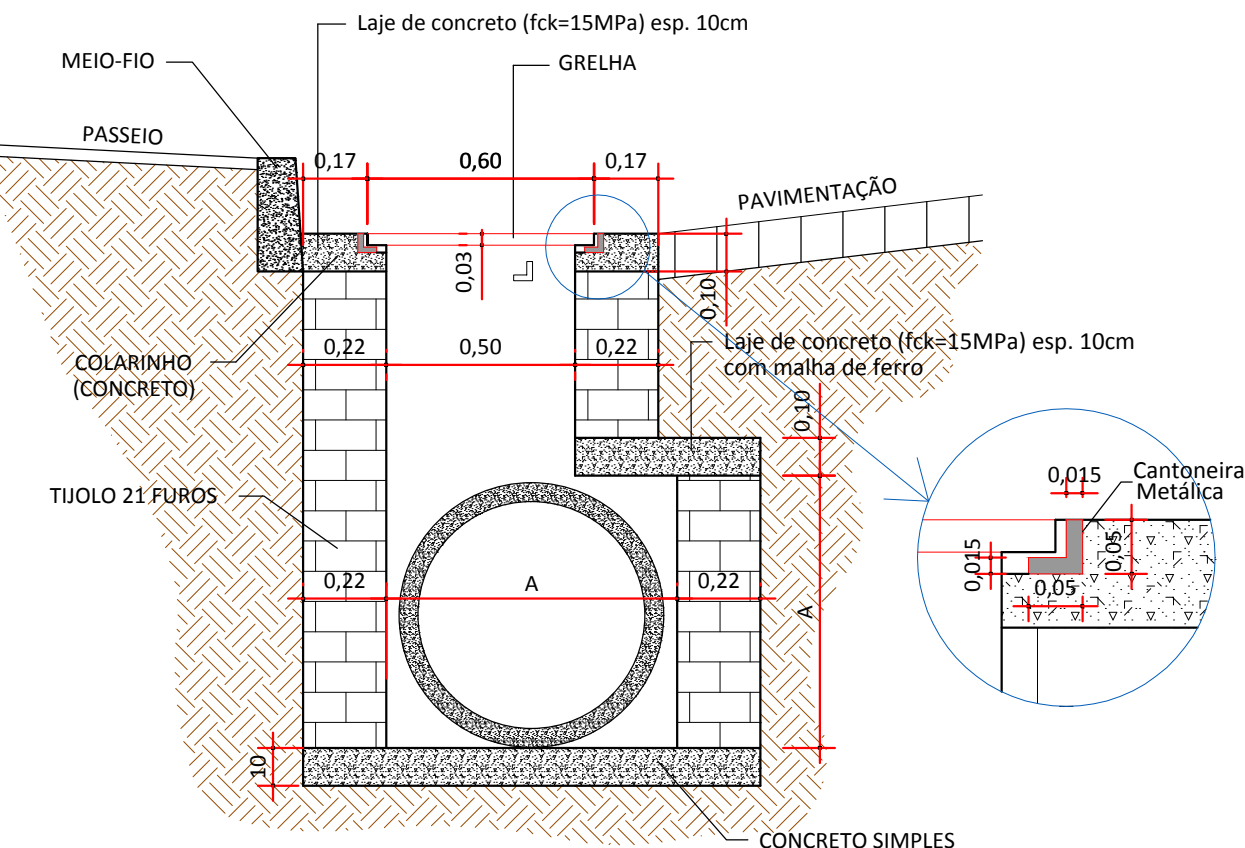 Laje de concreto (fck=15MPa) esp. 10cm
MEIO-FIO
GRELHA
PASSEIO
0,17
0,60
0,17
PAVIMENTAÇÃO
0,03
0,10
COLARINHO
(CONCRETO)
0,22
0,50
0,22
Laje de concreto (fck=15MPa) esp. 10cm
com malha de ferro
0,10
TIJOLO 21 FUROS
0,015
Cantoneira
Metálica
0,015
0,05
0,05
0,22
A
0,22
A
10
CONCRETO SIMPLES